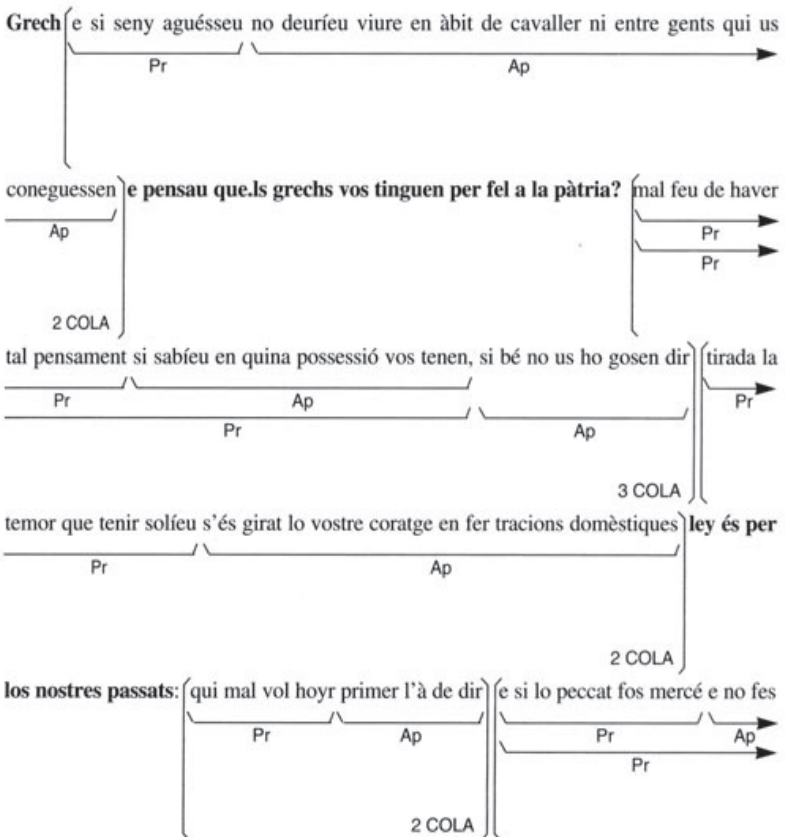 Grech e si seny aguésseu no deuríeu viure en àbit de cavaller ni entre gents qui us
Pr Ap
coneguessen e pensau que.ls grechs vos tinguen per fel a la pàtria? mal feu de haver
Ap Pr
Pr
2 COLA
tal pensament si sabíeu en quina possessió vos tenen, si bé no us ho gosen dir tirada la
Pr Ap Pr
Pr Ap
3 COLA
temor que tenir solíeu s'és girat lo vostre coratge en fer tracions domèstiques ley és per
Pr Ap
2 COLA
los nostres passats: qui mal vol hoyr primer l'à de dir e si lo peccat fos mercé e no fes
Pr Ap Pr Ap
Pr
2 COLA